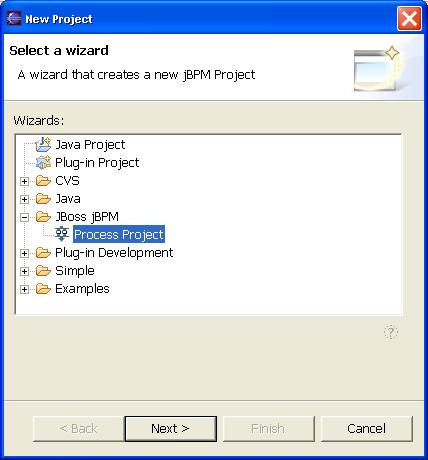 New Project
Select a wizard
A wizard that creates a new jBPM Project
Wizards:
Java Project
Plug-in Project
CVS
Java
JBoss jBPM
Process Project
Plug-in Development
Simple
Examples
?
< Back Next > Finish Cancel